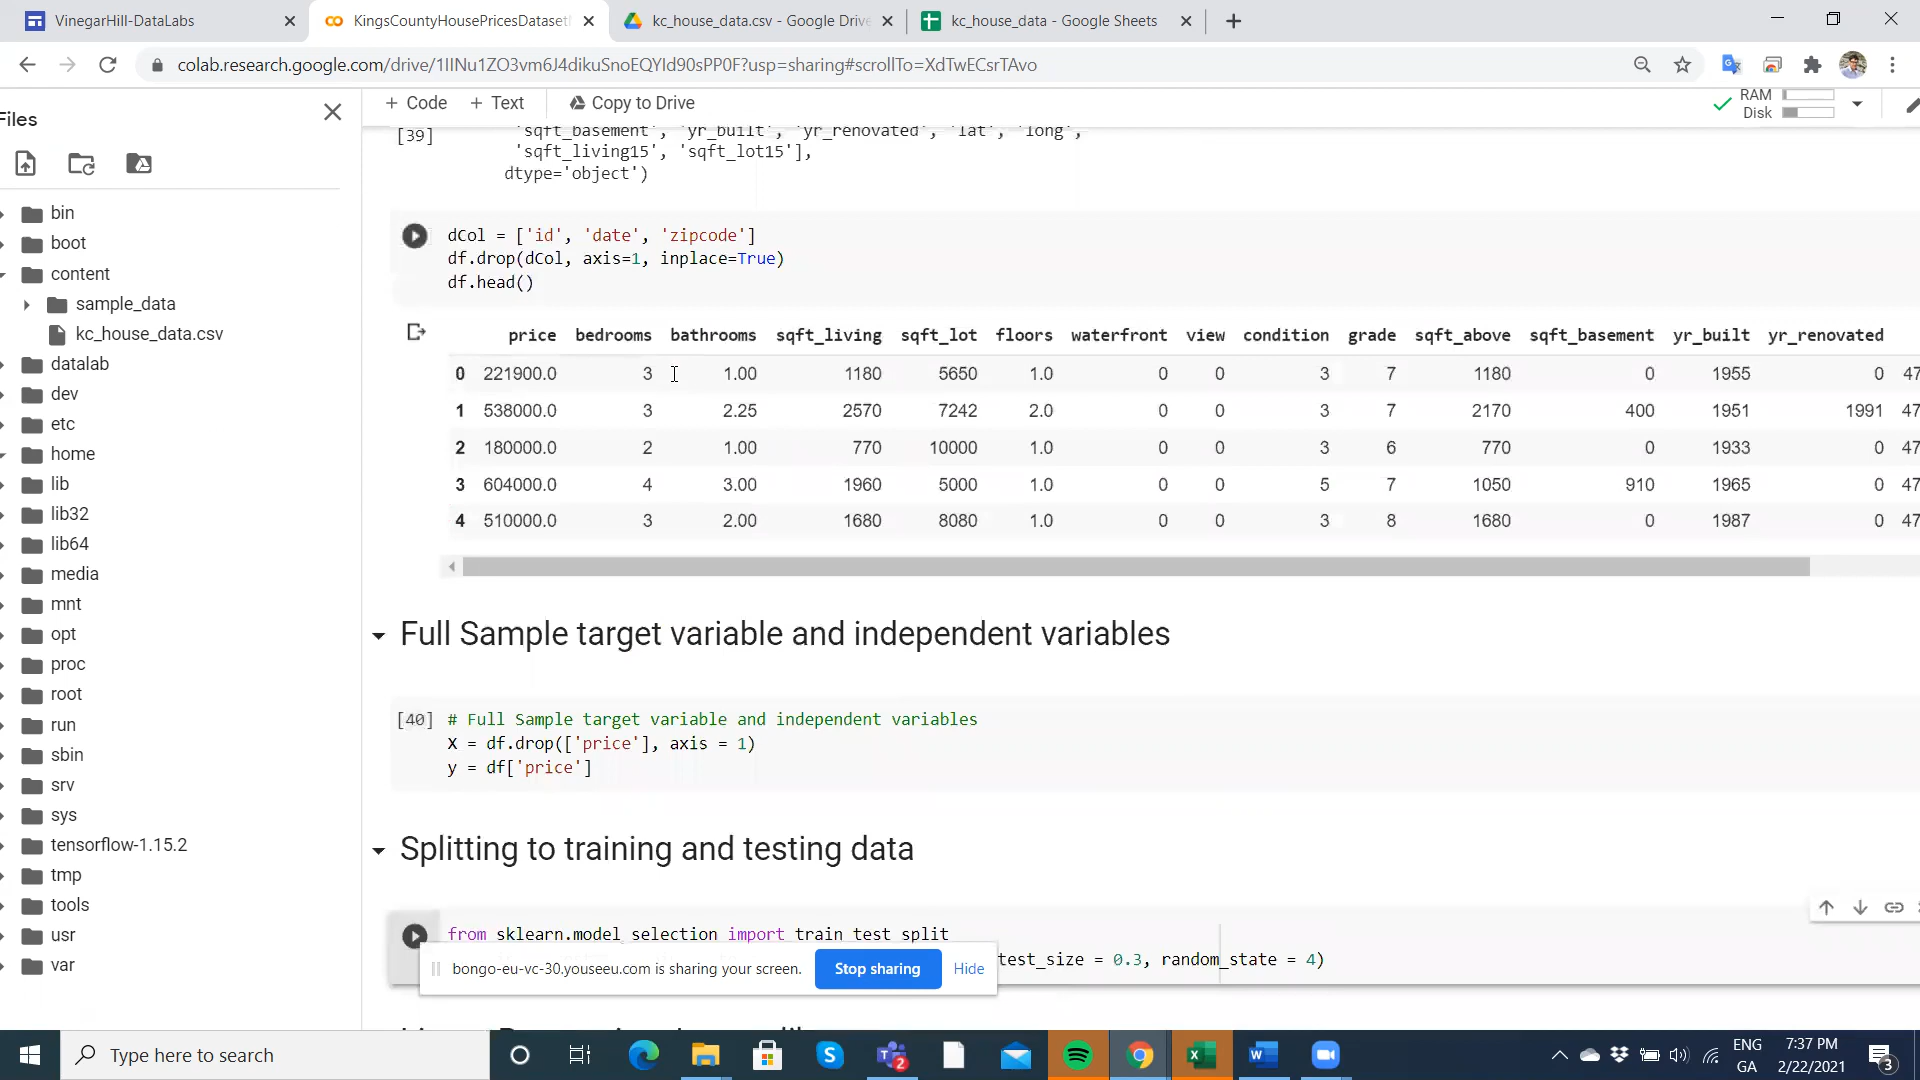 VinegarHill-DataLabs
KingsCountyHousePricesDataset
kc_house_data.csv - Google Drive
kc_house_data - Google Sheets
colab.research.google.com/drive/1IINu1ZO3vm6J4dikuSnoEQYId90sPP0F?usp=sharing#scrollTo=XdTwECsrTAvo
Files
+ Code + Text Copy to Drive
RAM
Disk
bin
boot
content
sample_data
kc_house_data.csv
datalab
dev
etc
home
lib
lib32
lib64
media
mnt
opt
proc
root
run
sbin
srv
sys
tensorflow-1.15.2
tmp
tools
usr
var
[39] 'sqft_basement', 'yr_built', 'yr_renovated', 'lat', 'long',
'sqft_living15', 'sqft_lot15'],
dtype='object')
dCol = ['id', 'date', 'zipcode']
df.drop(dCol, axis=1, inplace=True)
df.head()
price bedrooms bathrooms sqft_living sqft_lot floors waterfront view condition grade sqft_above sqft_basement yr_built yr_renovated
0 221900.0 3 1.00 1180 5650 1.0 0 0 3 7 1180 0 1955 0 47
1 538000.0 3 2.25 2570 7242 2.0 0 0 3 7 2170 400 1951 1991 47
2 180000.0 2 1.00 770 10000 1.0 0 0 3 6 770 0 1933 0 47
3 604000.0 4 3.00 1960 5000 1.0 0 0 5 7 1050 910 1965 0 47
4 510000.0 3 2.00 1680 8080 1.0 0 0 3 8 1680 0 1987 0 47
Full Sample target variable and independent variables
[40] # Full Sample target variable and independent variables
X = df.drop(['price'], axis = 1)
y = df['price']
Splitting to training and testing data
from sklearn.model_selection import train_test_split
test_size = 0.3, random_state = 4)
bongo-eu-vc-30.youseeu.com is sharing your screen. Stop sharing Hide
Type here to search
2
ENG
GA
7:37 PM
2/22/2021
3